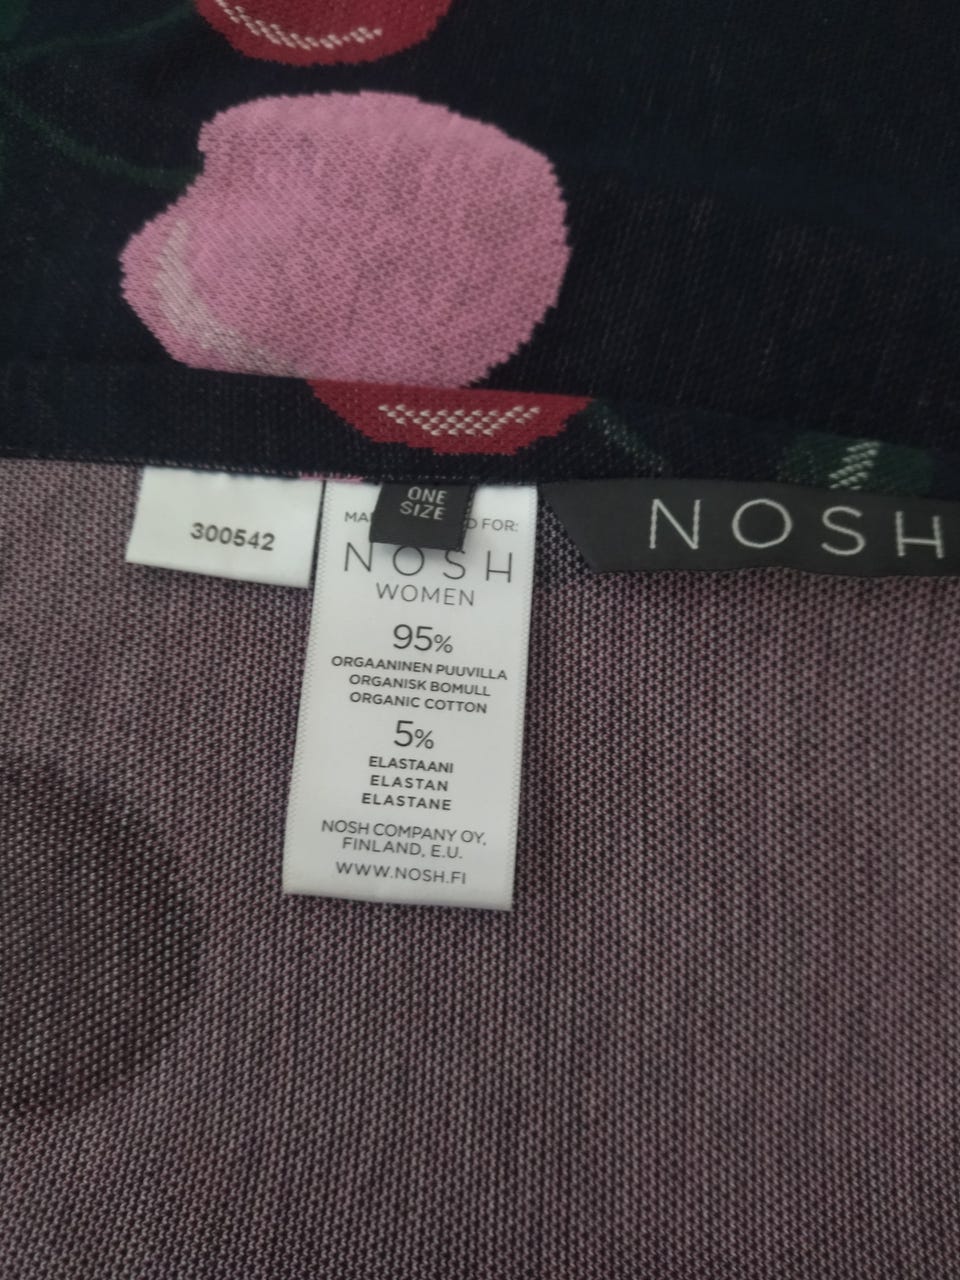 300542
ONE
SIZE
FOR:
NOSH
WOMEN
95%
ORGAANINEN PUUVILLA
ORGANISK BOMULL
ORGANIC COTTON
5%
ELASTAANI
ELASTAN
ELASTANE
NOSH COMPANY OY,
FINLAND, E.U.
WWW.NOSH.FI
NOSH